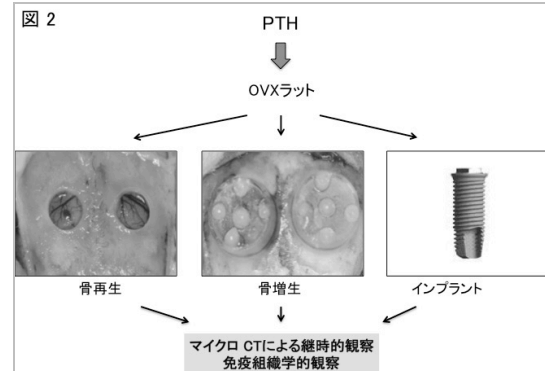 図 2
PTH
OVXラット
骨再生
骨増生
インプラント
マイクロ CTによる継時的観察
免疫組織学的観察